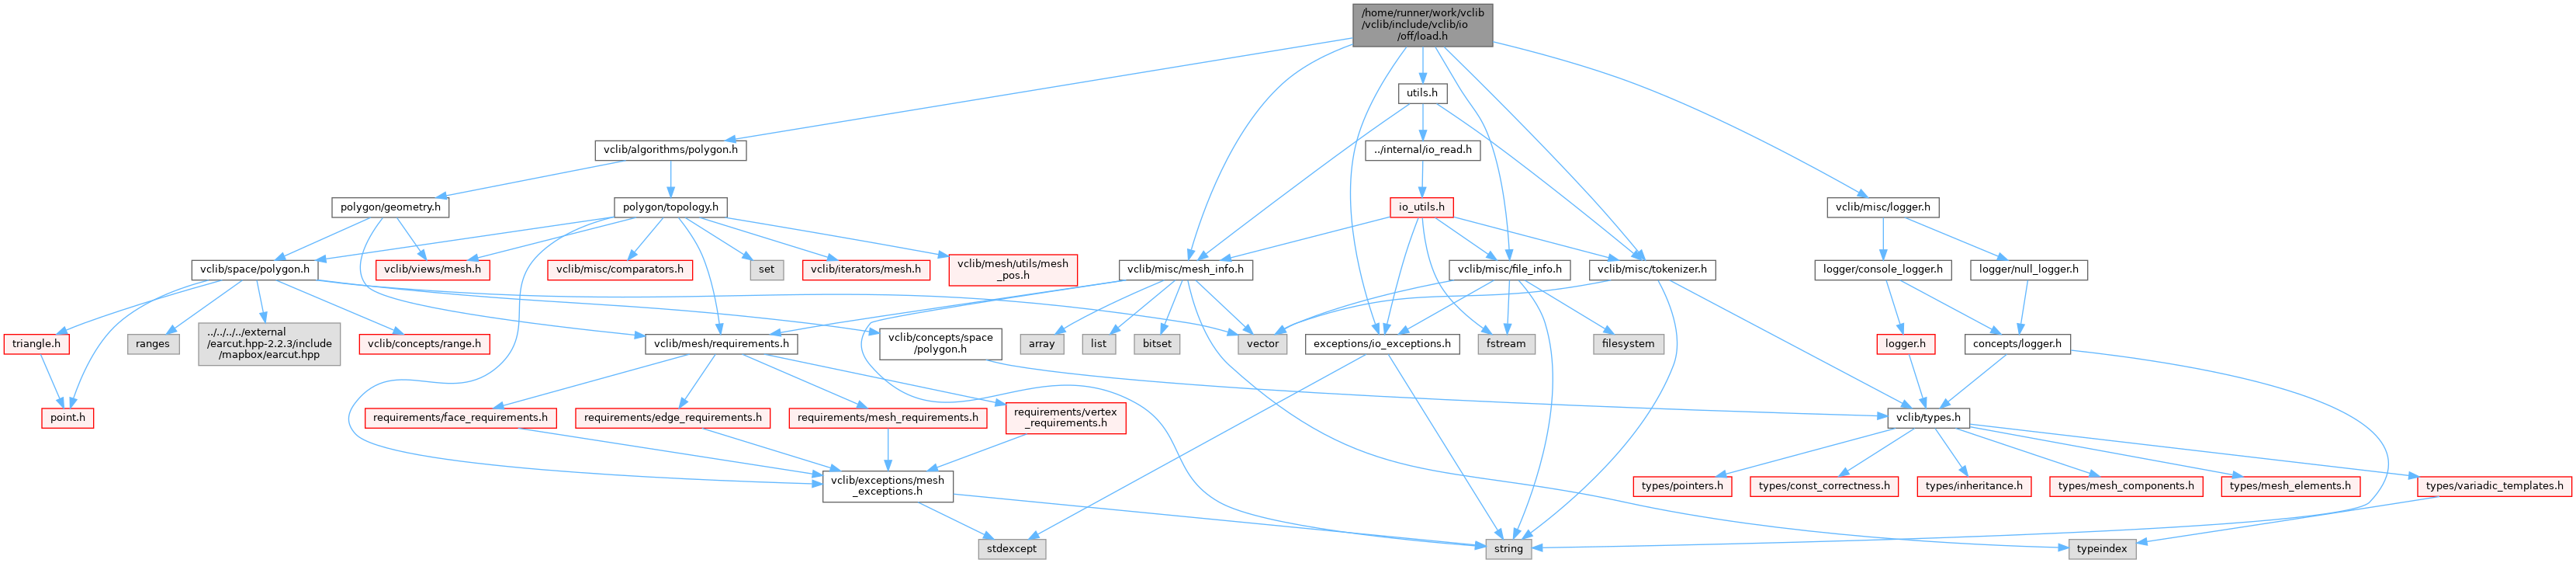 /home/runner/work/vclib
/vclib/include/vclib/io
/off/load.h
utils.h
vclib/algorithms/polygon.h
../internal/io_read.h
polygon/geometry.h
polygon/topology.h
io_utils.h
vclib/misc/logger.h
vclib/space/polygon.h
vclib/views/mesh.h
vclib/misc/comparators.h
set
vclib/iterators/mesh.h
vclib/mesh/utils/mesh
_pos.h
vclib/misc/mesh_info.h
vclib/misc/file_info.h
vclib/misc/tokenizer.h
logger/console_logger.h
logger/null_logger.h
triangle.h
ranges
../../../../external
/earcut.hpp-2.2.3/include
/mapbox/earcut.hpp
vclib/concepts/range.h
vclib/mesh/requirements.h
vclib/concepts/space
/polygon.h
array
list
bitset
vector
exceptions/io_exceptions.h
fstream
filesystem
logger.h
concepts/logger.h
point.h
requirements/face_requirements.h
requirements/edge_requirements.h
requirements/mesh_requirements.h
requirements/vertex
_requirements.h
vclib/types.h
vclib/exceptions/mesh
_exceptions.h
types/pointers.h
types/const_correctness.h
types/inheritance.h
types/mesh_components.h
types/mesh_elements.h
types/variadic_templates.h
stdexcept
string
typeindex